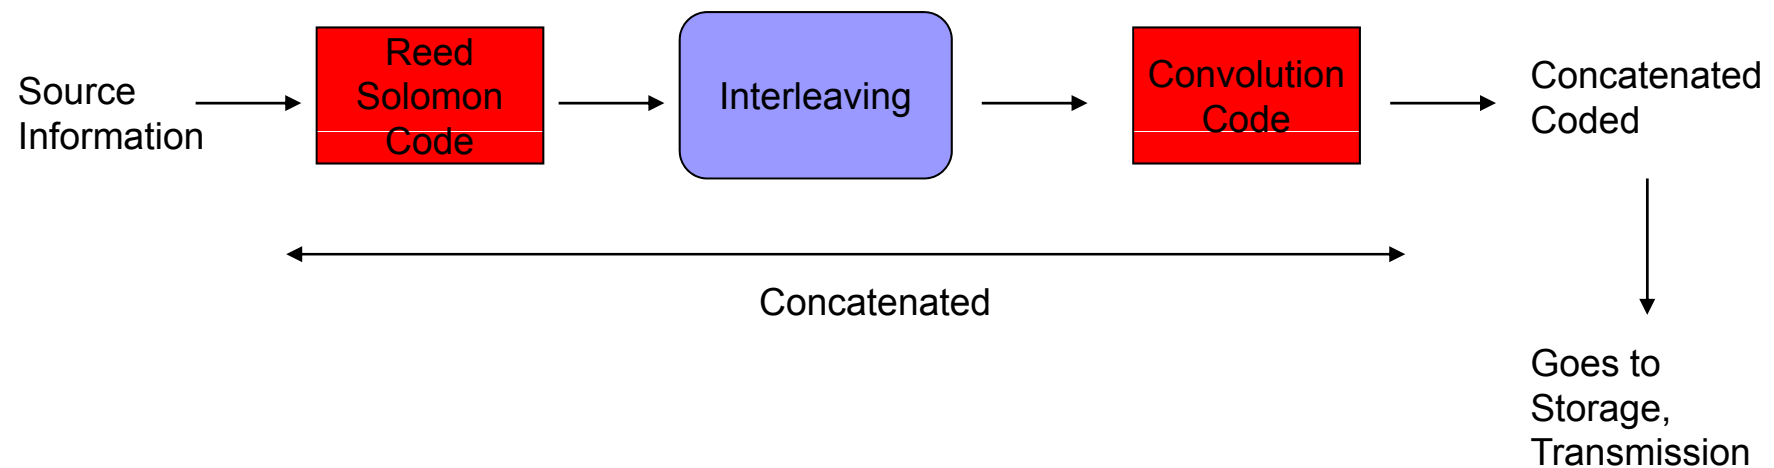 Source
Information
Reed
Solomon
Code
Interleaving
Convolution
Code
Concatenated
Coded
Concatenated
Goes to
Storage,
Transmission